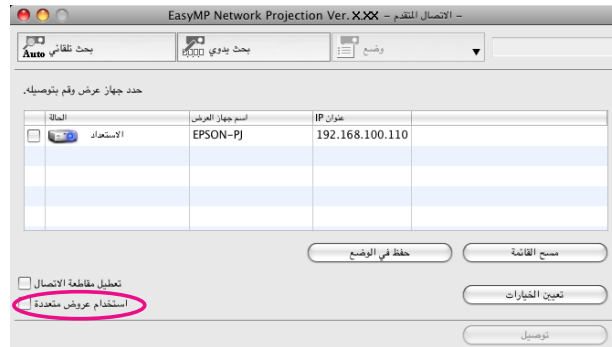 EasyMP Network Projection Ver. X.XX – الاتصال المتقدم –
Auto بحث تلقائي
بحث يدوي
وضع
حدد جهاز عرض وقم بتوصيله.
الحالة اسم جهاز العرض عنوان IP
الاستعداد EPSON-PJ 192.168.100.110
حفظ في الوضع
مسح القائمة
تعطيل مقاطعة الاتصال
استخدام عروض متعددة
تعيين الخيارات
توصيل